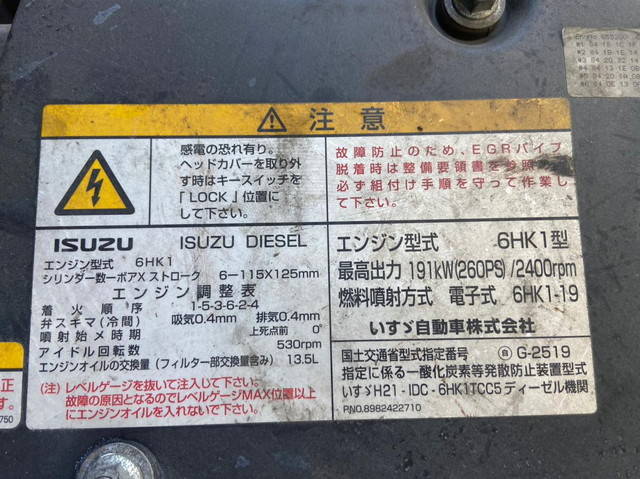 注意
感電の恐れ有り。
ヘッドカバーを取り外
す時はキースイッチを
「LOCK」位置に
して下さい。
故障防止のため、EGRパイプ
脱着時は整備要領書を参照の
必ず組付け手順を守って作業し
て下さい。
ISUZU ISUZU DIESEL
エンジン型式 6HK1
シリンダー数ーボアXストローク 6-115X125mm
エンジン調整表
着火順序 1-5-3-6-2-4
弁スキマ(冷間) 吸気0.4mm 排気0.4mm
噴射始メ時期 上死点前 0°
アイドル回転数 530rpm
エンジンオイルの交換量(フィルター部交換量含み) 13.5L
(注)レベルゲージを抜いて注入して下さい。
故障の原因となるのでレベルゲージMAX位置以上
にエンジンオイルを入れないで下さい。
エンジン型式 6HK1型
最高出力 191kW(260PS)/2400rpm
燃料噴射方式 電子式 6HK1-19
いすゞ自動車株式会社
国土交通省型式指定番号 G-2519
指定に係る一酸化炭素等発散防止装置型式
いすゞH21-IDC-6HK1TCC5ディーゼル機関
P.NO.8982422710
750